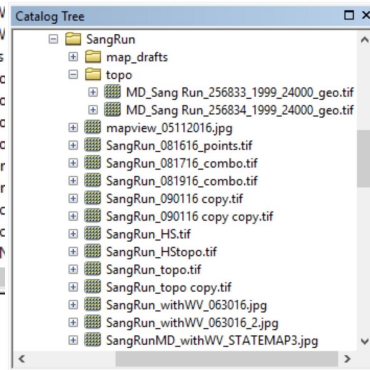 Catalog Tree
SangRun
map_drafts
topo
MD_Sang Run_256833_1999_24000_geo.tif
MD_Sang Run_256834_1999_24000_geo.tif
mapview_05112016.jpg
SangRun_081616_points.tif
SangRun_081716_combo.tif
SangRun_081916_combo.tif
SangRun_090116 copy.tif
SangRun_090116 copy copy.tif
SangRun_HS.tif
SangRun_HStopo.tif
SangRun_topo.tif
SangRun_topo copy.tif
SangRun_withWV_063016.jpg
SangRun_withWV_063016_2.jpg
SangRunMD_withWV_STATEMAP3.jpg